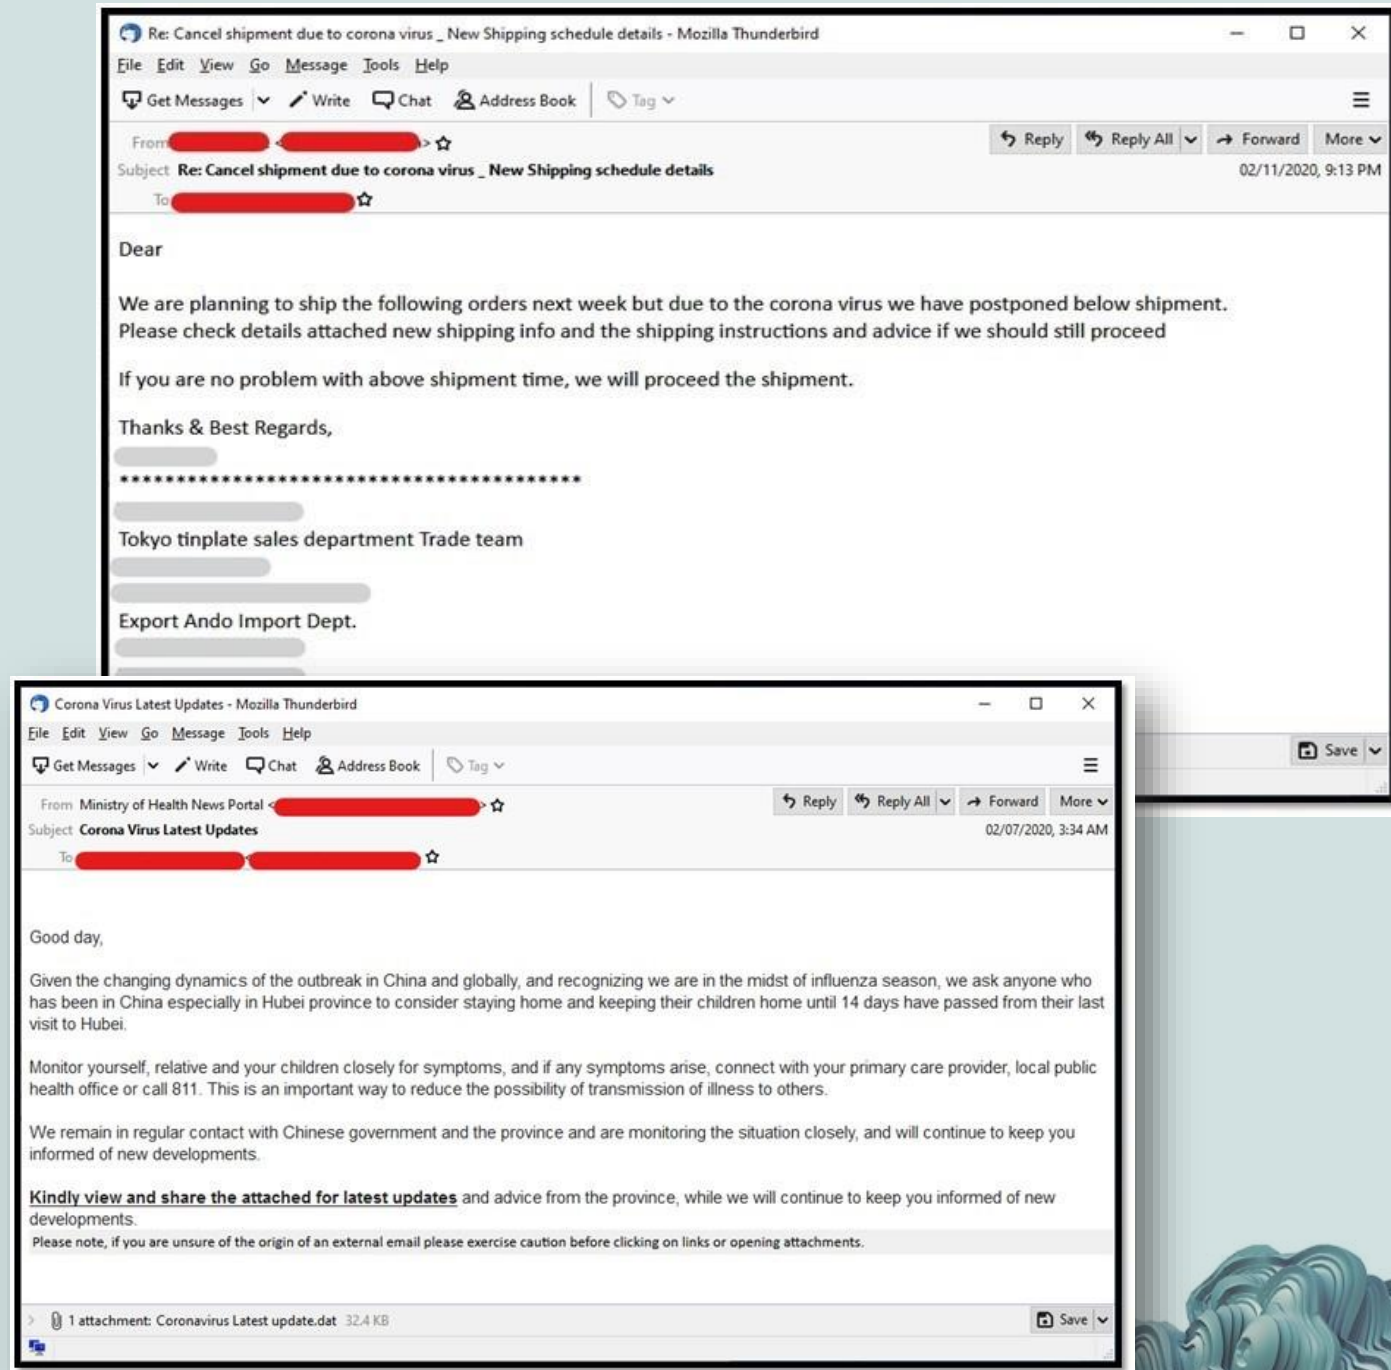 Re: Cancel shipment due to corona virus _ New Shipping schedule details - Mozilla Thunderbird
File Edit View Go Message Tools Help
Get Messages Write Chat Address Book Tag
From
Reply Reply All Forward More
Subject Re: Cancel shipment due to corona virus _ New Shipping schedule details
02/11/2020, 9:13 PM
To
Dear
We are planning to ship the following orders next week but due to the corona virus we have postponed below shipment.
Please check details attached new shipping info and the shipping instructions and advice if we should still proceed
If you are no problem with above shipment time, we will proceed the shipment.
Thanks & Best Regards,
******************************************
Tokyo tinplate sales department Trade team
Export Ando Import Dept.
Save
Corona Virus Latest Updates - Mozilla Thunderbird
File Edit View Go Message Tools Help
Get Messages Write Chat Address Book Tag
From Ministry of Health News Portal <
Reply Reply All Forward More
Subject Corona Virus Latest Updates
02/07/2020, 3:34 AM
To
Good day,
Given the changing dynamics of the outbreak in China and globally, and recognizing we are in the midst of influenza season, we ask anyone who
has been in China especially in Hubei province to consider staying home and keeping their children home until 14 days have passed from their last
visit to Hubei.
Monitor yourself, relative and your children closely for symptoms, and if any symptoms arise, connect with your primary care provider, local public
health office or call 811. This is an important way to reduce the possibility of transmission of illness to others.
We remain in regular contact with Chinese government and the province and are monitoring the situation closely, and will continue to keep you
informed of new developments.
Kindly view and share the attached for latest updates and advice from the province, while we will continue to keep you informed of new
developments.
Please note, if you are unsure of the origin of an external email please exercise caution before clicking on links or opening attachments.
1 attachment: Coronavirus Latest update.dat 32.4 KB
Save